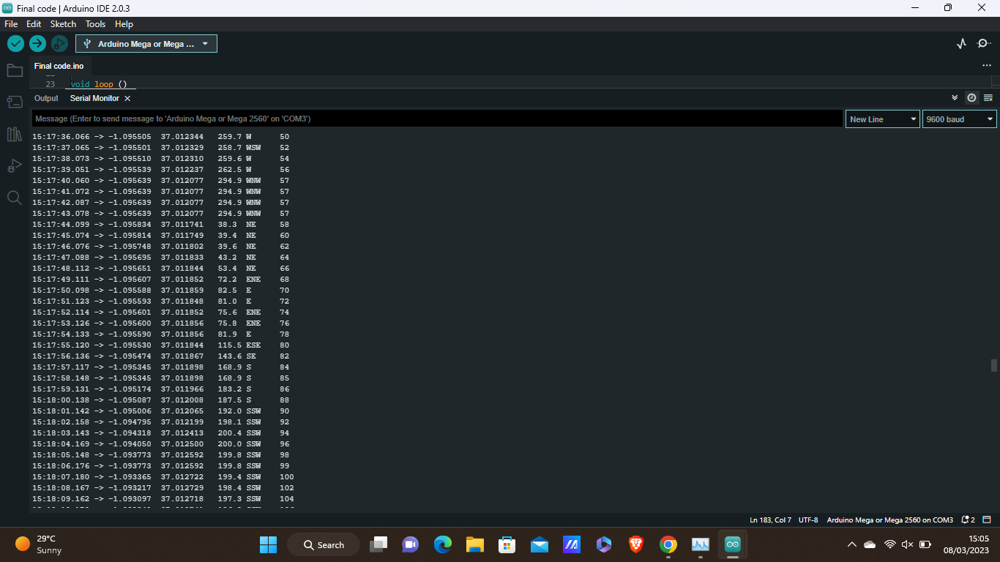 Final code | Arduino IDE 2.0.3
File Edit Sketch Tools Help
Arduino Mega or Mega ...
Final code.ino
23 void loop ()
Output Serial Monitor
Message (Enter to send message to 'Arduino Mega or Mega 2560' on 'COM3')
New Line
9600 baud
15:17:36.066 -> -1.095505 37.012344 259.7 W 50
15:17:37.065 -> -1.095501 37.012329 258.7 WSW 52
15:17:38.073 -> -1.095510 37.012310 259.6 W 54
15:17:39.051 -> -1.095539 37.012237 262.5 W 56
15:17:40.060 -> -1.095639 37.012077 294.9 WNW 57
15:17:41.072 -> -1.095639 37.012077 294.9 WNW 57
15:17:42.087 -> -1.095639 37.012077 294.9 WNW 57
15:17:43.078 -> -1.095639 37.012077 294.9 WNW 57
15:17:44.099 -> -1.095834 37.011741 38.3 NE 58
15:17:45.074 -> -1.095814 37.011749 39.4 NE 60
15:17:46.076 -> -1.095748 37.011802 39.6 NE 62
15:17:47.088 -> -1.095695 37.011833 43.2 NE 64
15:17:48.112 -> -1.095651 37.011844 53.4 NE 66
15:17:49.111 -> -1.095607 37.011852 72.2 ENE 68
15:17:50.098 -> -1.095588 37.011859 82.5 E 70
15:17:51.123 -> -1.095593 37.011848 81.0 E 72
15:17:52.114 -> -1.095601 37.011852 75.6 ENE 74
15:17:53.126 -> -1.095600 37.011856 75.8 ENE 76
15:17:54.133 -> -1.095590 37.011856 81.9 E 78
15:17:55.120 -> -1.095530 37.011844 115.5 ESE 80
15:17:56.136 -> -1.095474 37.011867 143.6 SE 82
15:17:57.117 -> -1.095345 37.011898 168.9 S 84
15:17:58.148 -> -1.095345 37.011898 168.9 S 85
15:17:59.131 -> -1.095174 37.011966 183.2 S 86
15:18:00.138 -> -1.095087 37.012008 187.5 S 88
15:18:01.142 -> -1.095006 37.012065 192.0 SSW 90
15:18:02.158 -> -1.094795 37.012199 198.1 SSW 92
15:18:03.143 -> -1.094318 37.012413 200.4 SSW 94
15:18:04.169 -> -1.094050 37.012500 200.0 SSW 96
15:18:05.148 -> -1.093773 37.012592 199.8 SSW 98
15:18:06.176 -> -1.093773 37.012592 199.8 SSW 99
15:18:07.180 -> -1.093365 37.012722 199.4 SSW 100
15:18:08.167 -> -1.093217 37.012729 198.4 SSW 102
15:18:09.162 -> -1.093097 37.012718 197.3 SSW 104
Ln 183, Col 7 UTF-8 Arduino Mega or Mega 2560 on COM3 2
29°C
Sunny
Search
15:05
08/03/2023